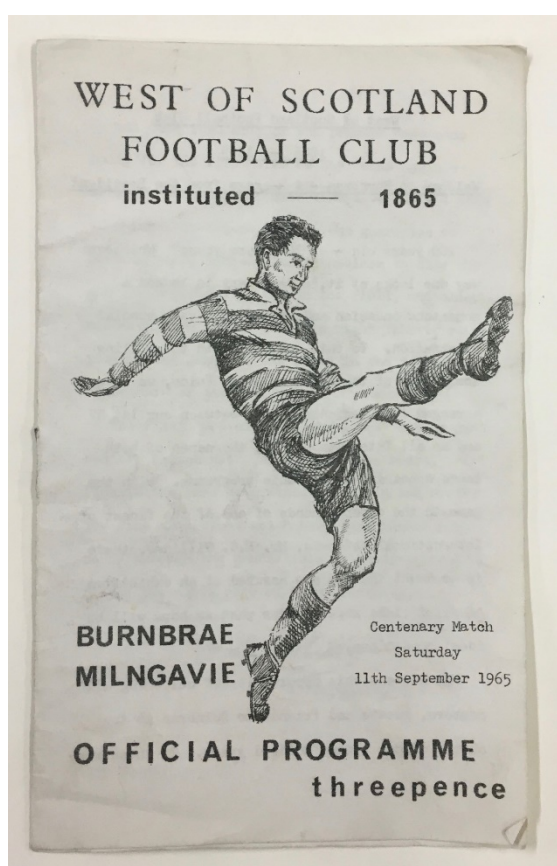 WEST OF SCOTLAND
FOOTBALL CLUB
instituted — 1865
BURNBRAE
MILNGAVIE
Centenary Match
Saturday
11th September 1965
OFFICIAL PROGRAMME
threepence